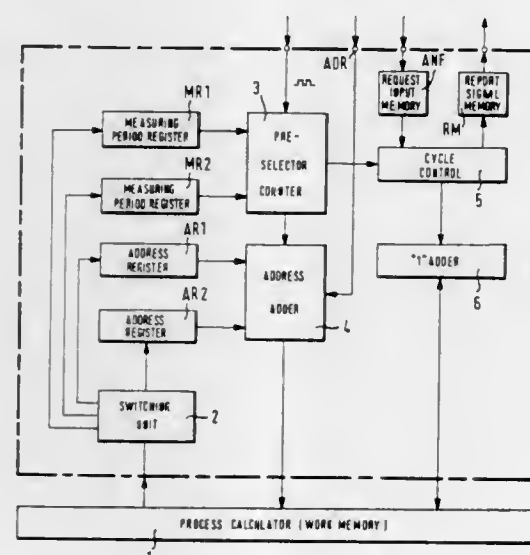 ADR
ANF
MR1
3
REQUEST
INPUT
MEMORY
REPORT
SIGNAL
MEMORY
RM
MEASURING
PERIOD REGISTER
PRE-
SELECTOR
COUNTER
CYCLE
CONTROL
5
MR2
MEASURING
PERIOD REGISTER
AR1
ADDRESS
REGISTER
ADDRESS
ADDER
"1" ADDER
6
AR2
ADDRESS
REGISTER
4
SWITCHING
UNIT
2
PROCESS CALCULATOR (WORK MEMORY)